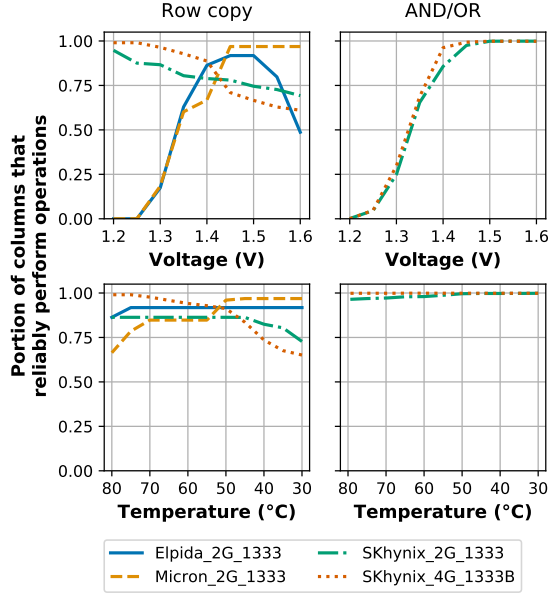 Row copy
AND/OR
Portion of columns that
reliably perform operations
1.00
0.75
0.50
0.25
0.00
1.2 1.3 1.4 1.5 1.6
Voltage (V)
1.2 1.3 1.4 1.5 1.6
Voltage (V)
1.00
0.75
0.50
0.25
0.00
80 70 60 50 40 30
Temperature (°C)
80 70 60 50 40 30
Temperature (°C)
Elpida_2G_1333
Micron_2G_1333
SKhynix_2G_1333
SKhynix_4G_1333B